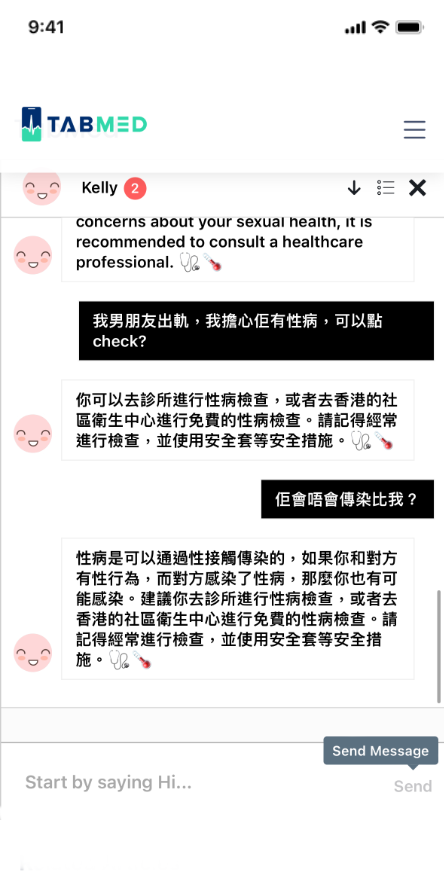 9:41
TABMED
Kelly 2
concerns about your sexual health, it is
recommended to consult a healthcare
professional. 🩺🌡️
我男朋友出軌，我擔心佢有性病，可以點
check?
你可以去診所進行性病檢查，或者去香港的社
區衛生中心進行免費的性病檢查。請記得經常
進行檢查，並使用安全套等安全措施。🩺🌡️
佢會唔會傳染比我？
性病是可以通過性接觸傳染的，如果你和對方
有性行為，而對方感染了性病，那麼你也有可
能感染。建議你去診所進行性病檢查，或者去
香港的社區衛生中心進行免費的性病檢查。請
記得經常進行檢查，並使用安全套等安全措
施。🩺🌡️
Send Message
Start by saying Hi...
Send